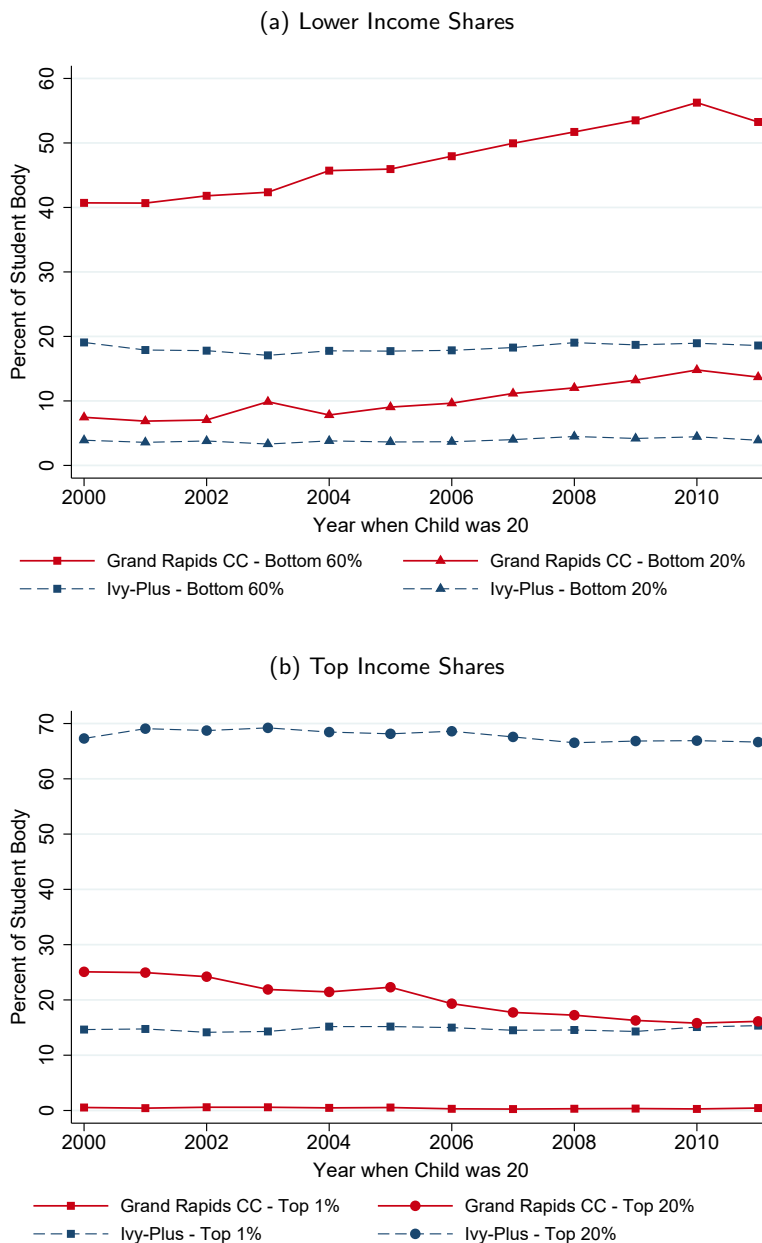 (a) Lower Income Shares
Percent of Student Body
60
50
40
30
20
10
0
2000 2002 2004 2006 2008 2010
Year when Child was 20
Grand Rapids CC - Bottom 60% Grand Rapids CC - Bottom 20%
Ivy-Plus - Bottom 60% Ivy-Plus - Bottom 20%
(b) Top Income Shares
Percent of Student Body
70
60
50
40
30
20
10
0
2000 2002 2004 2006 2008 2010
Year when Child was 20
Grand Rapids CC - Top 1% Grand Rapids CC - Top 20%
Ivy-Plus - Top 1% Ivy-Plus - Top 20%